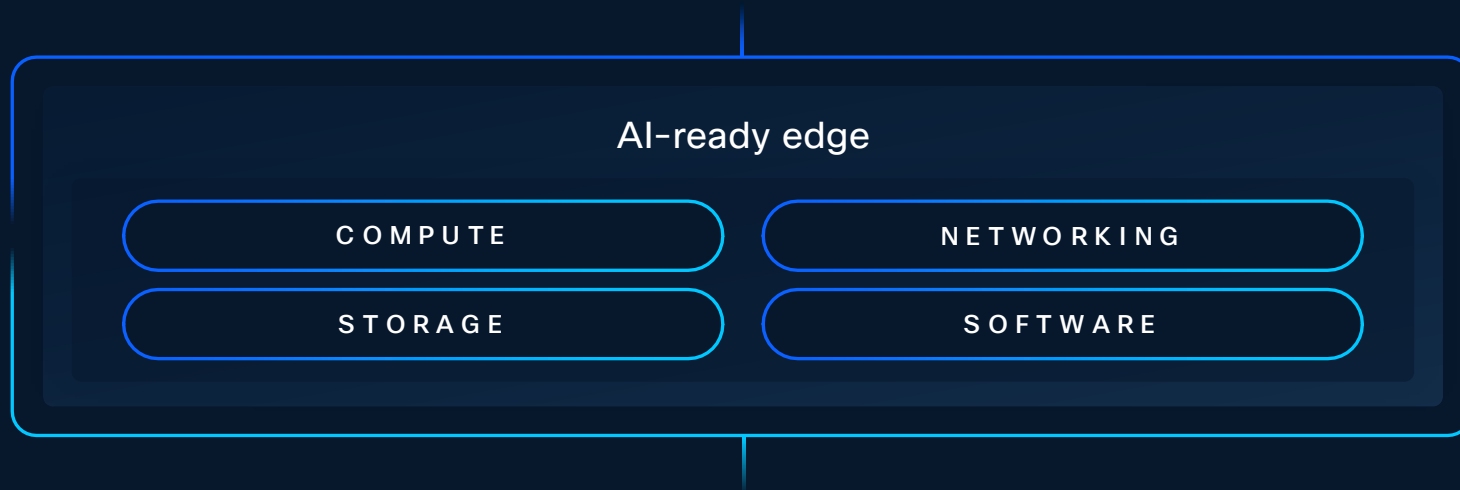 AI-ready edge
COMPUTE
NETWORKING
STORAGE
SOFTWARE